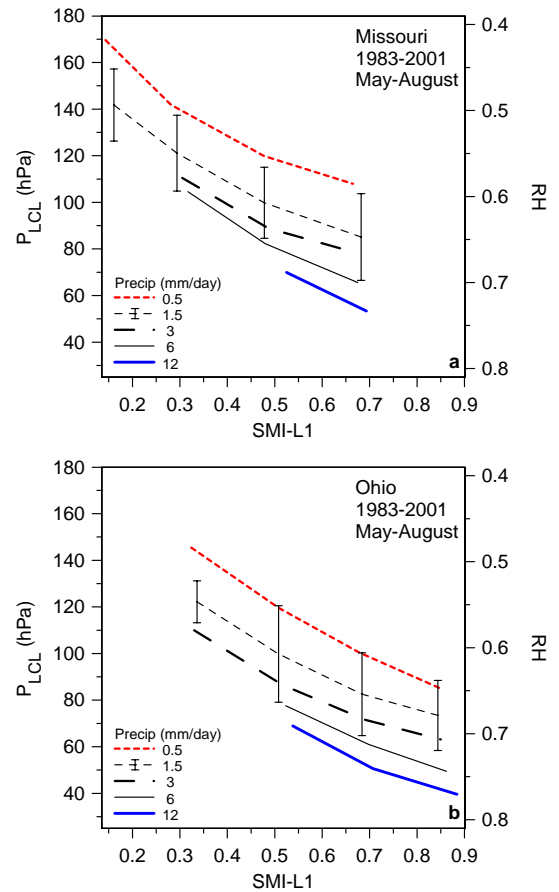 180
160
140
120
100
80
60
40
P_LCL (hPa)
Missouri
1983-2001
May-August
0.4
0.5
0.6
0.7
0.8
RH
Precip (mm/day)
0.5
1.5
3
6
12
a
0.2 0.3 0.4 0.5 0.6 0.7 0.8 0.9
SMI-L1
180
160
140
120
100
80
60
40
P_LCL (hPa)
Ohio
1983-2001
May-August
0.4
0.5
0.6
0.7
0.8
RH
Precip (mm/day)
0.5
1.5
3
6
12
b
0.2 0.3 0.4 0.5 0.6 0.7 0.8 0.9
SMI-L1